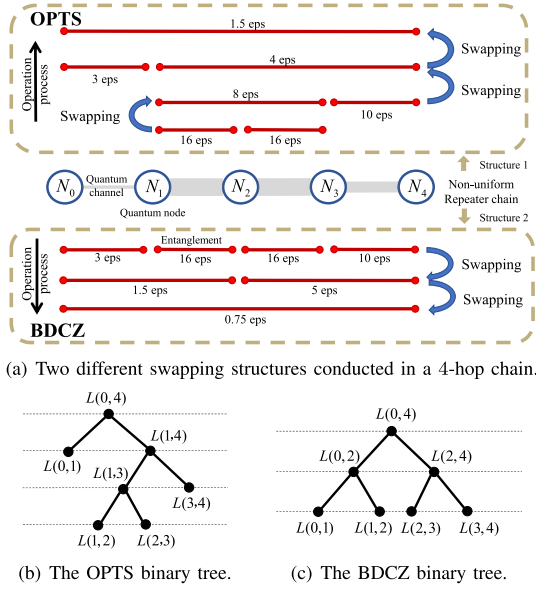 OPTS
1.5 eps
Swapping
Operation
process
3 eps
4 eps
Swapping
Swapping
8 eps
10 eps
16 eps
16 eps
Structure 1
N0
Quantum
channel
N1
N2
N3
N4
Non-uniform
Repeater chain
Quantum node
Structure 2
Operation
process
Entanglement
3 eps
16 eps
16 eps
10 eps
Swapping
1.5 eps
5 eps
Swapping
0.75 eps
BDCZ
(a) Two different swapping structures conducted in a 4-hop chain.
L(0,4)
L(0,1)
L(1,4)
L(1,3)
L(3,4)
L(1,2)
L(2,3)
(b) The OPTS binary tree.
L(0,4)
L(0,2)
L(2,4)
L(0,1)
L(1,2)
L(2,3)
L(3,4)
(c) The BDCZ binary tree.